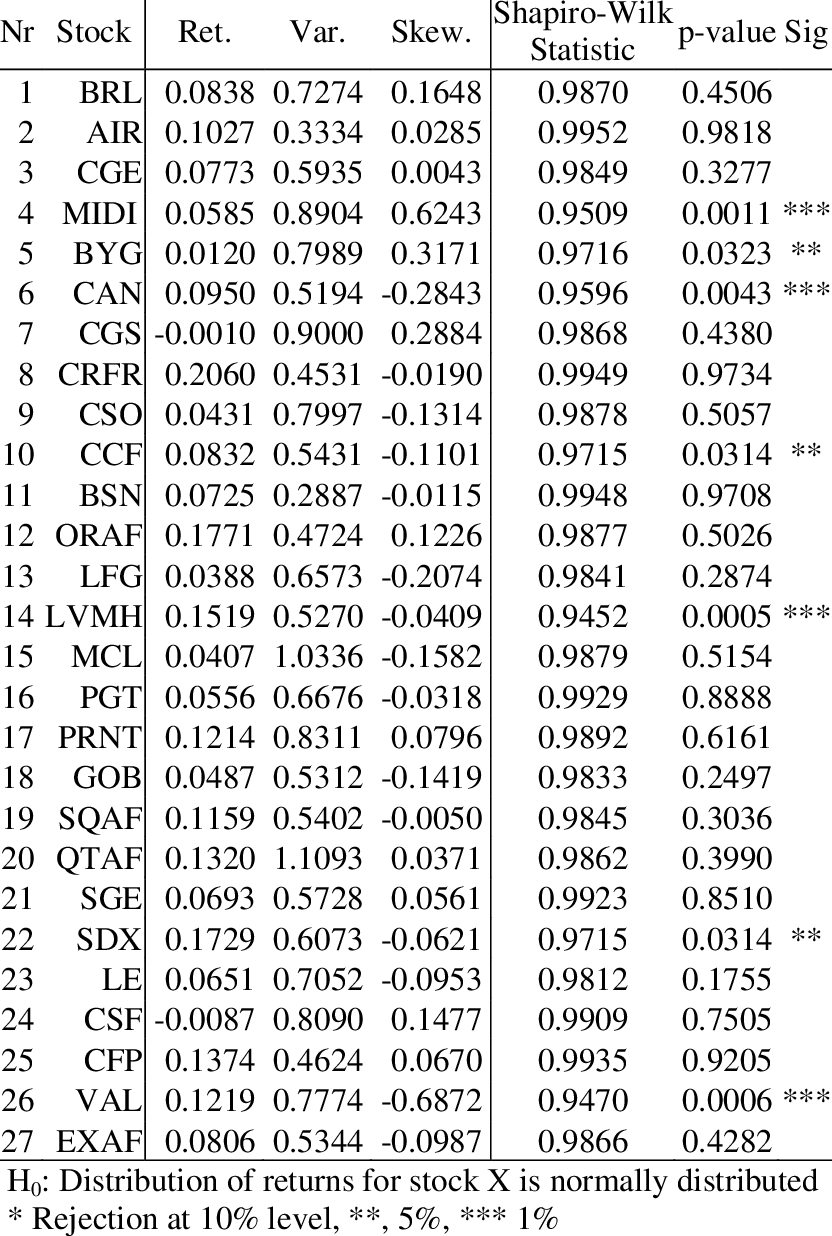 Nr Stock Ret. Var. Skew. Shapiro-Wilk Statistic p-value Sig
1 BRL 0.0838 0.7274 0.1648 0.9870 0.4506
2 AIR 0.1027 0.3334 0.0285 0.9952 0.9818
3 CGE 0.0773 0.5935 0.0043 0.9849 0.3277
4 MIDI 0.0585 0.8904 0.6243 0.9509 0.0011 ***
5 BYG 0.0120 0.7989 0.3171 0.9716 0.0323 **
6 CAN 0.0950 0.5194 -0.2843 0.9596 0.0043 ***
7 CGS -0.0010 0.9000 0.2884 0.9868 0.4380
8 CRFR 0.2060 0.4531 -0.0190 0.9949 0.9734
9 CSO 0.0431 0.7997 -0.1314 0.9878 0.5057
10 CCF 0.0832 0.5431 -0.1101 0.9715 0.0314 **
11 BSN 0.0725 0.2887 -0.0115 0.9948 0.9708
12 ORAF 0.1771 0.4724 0.1226 0.9877 0.5026
13 LFG 0.0388 0.6573 -0.2074 0.9841 0.2874
14 LVMH 0.1519 0.5270 -0.0409 0.9452 0.0005 ***
15 MCL 0.0407 1.0336 -0.1582 0.9879 0.5154
16 PGT 0.0556 0.6676 -0.0318 0.9929 0.8888
17 PRNT 0.1214 0.8311 0.0796 0.9892 0.6161
18 GOB 0.0487 0.5312 -0.1419 0.9833 0.2497
19 SQAF 0.1159 0.5402 -0.0050 0.9845 0.3036
20 QTAF 0.1320 1.1093 0.0371 0.9862 0.3990
21 SGE 0.0693 0.5728 0.0561 0.9923 0.8510
22 SDX 0.1729 0.6073 -0.0621 0.9715 0.0314 **
23 LE 0.0651 0.7052 -0.0953 0.9812 0.1755
24 CSF -0.0087 0.8090 0.1477 0.9909 0.7505
25 CFP 0.1374 0.4624 0.0670 0.9935 0.9205
26 VAL 0.1219 0.7774 -0.6872 0.9470 0.0006 ***
27 EXAF 0.0806 0.5344 -0.0987 0.9866 0.4282
H₀: Distribution of returns for stock X is normally distributed
* Rejection at 10% level, **, 5%, *** 1%